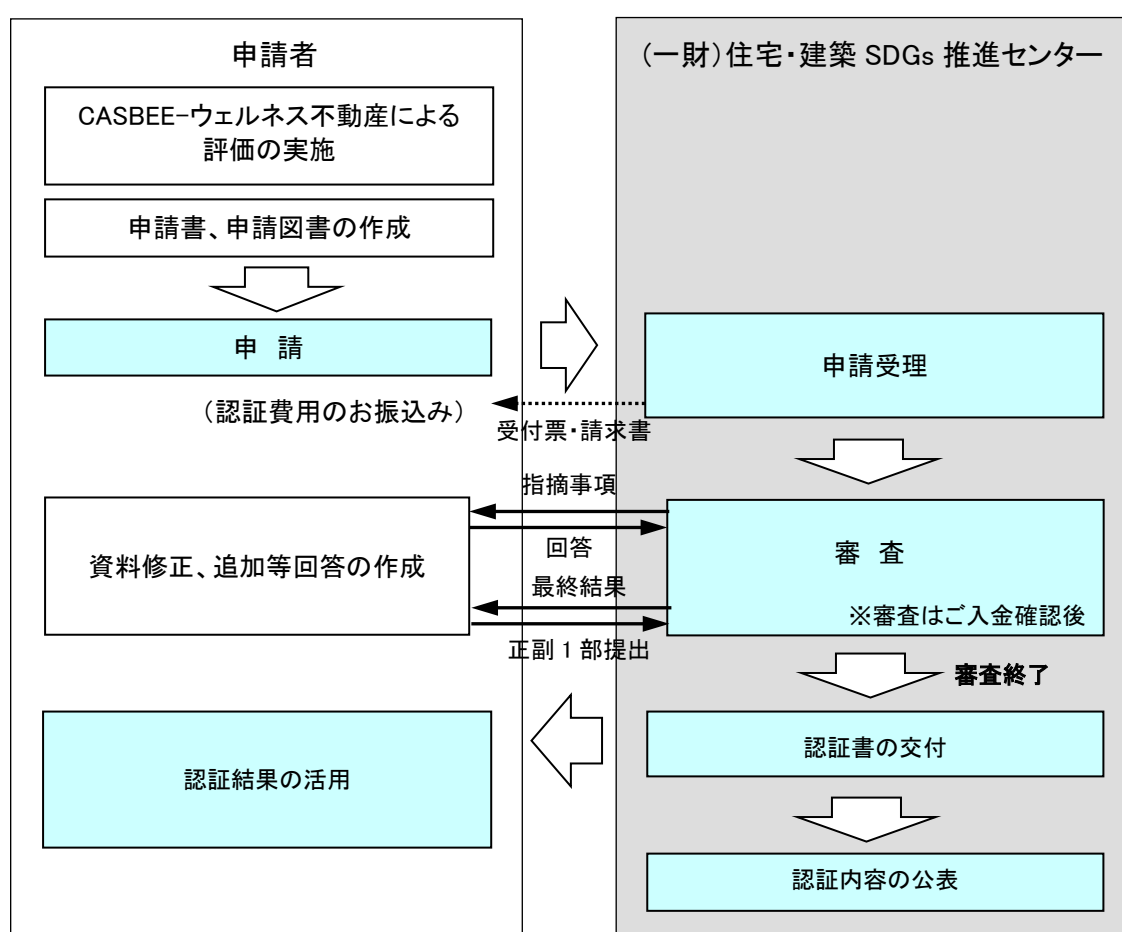 申請者
(一財)住宅・建築 SDGs 推進センター
CASBEE-ウェルネス不動産による
評価の実施
申請書、申請図書の作成
申 請
申請受理
(認証費用のお振込み)
受付票・請求書
指摘事項
資料修正、追加等回答の作成
回答
審 査
最終結果
※審査はご入金確認後
正副 1 部提出
審査終了
認証書の交付
認証結果の活用
認証内容の公表